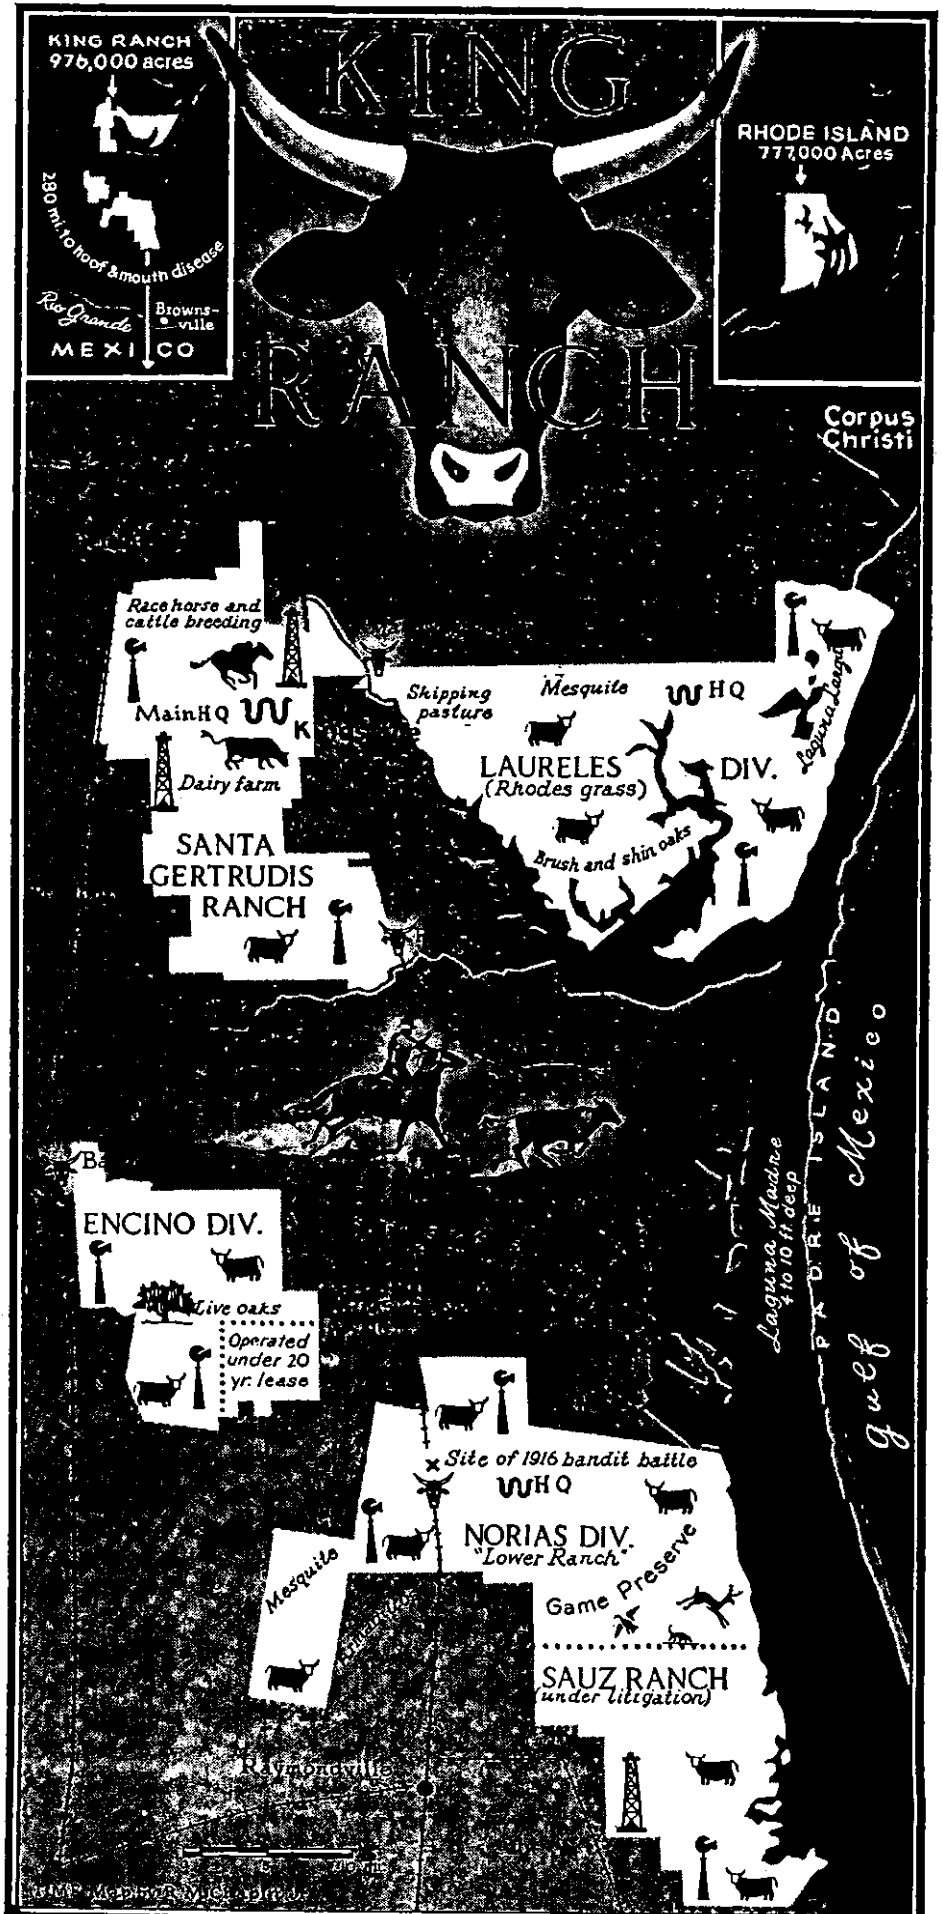 KING RANCH
976,000 acres
280 mi. to hoof & mouth disease
Rio Grande
Browns-
ville
MEXICO
KING
RANCH
RHODE ISLAND
777,000 Acres
Corpus
Christi
Race horse and
cattle breeding
Main HQ
Dairy farm
SANTA
GERTRUDIS
RANCH
Shipping
pasture
Mesquite
HQ
LAURELES DIV.
(Rhodes grass)
Brush and shin oaks
Laguna Larga
PADRE ISLAND
Gulf of Mexico
Laguna Madre
4 to 10 ft. deep
ENCINO DIV.
Live oaks
Operated
under 20
yr. lease
Site of 1916 bandit battle
HQ
NORIAS DIV.
"Lower Ranch"
Mesquite
Game Preserve
SAUZ RANCH
(under litigation)
Raymondville